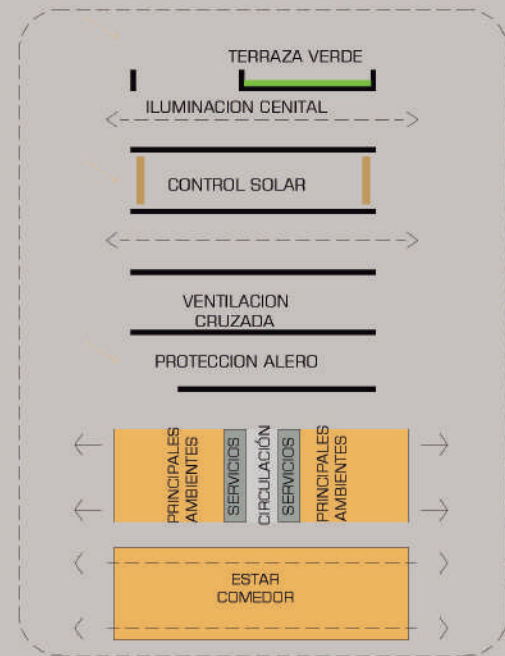 TERRAZA VERDE
ILUMINACION CENITAL
CONTROL SOLAR
VENTILACION
CRUZADA
PROTECCION ALERO
PRINCIPALES
AMBIENTES
SERVICIOS
CIRCULACIÓN
SERVICIOS
PRINCIPALES
AMBIENTES
ESTAR
COMEDOR